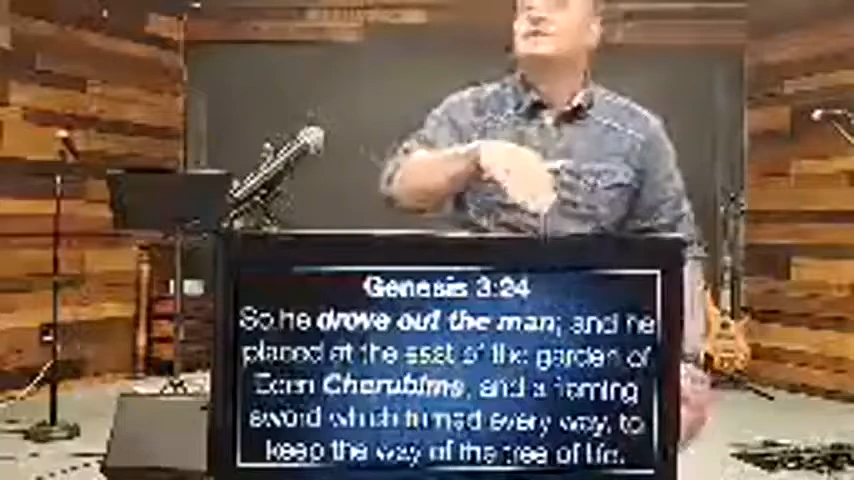 Genesis 3:24
So he drove out the man; and he
placed at the east of the garden of
Eden Cherubims, and a flaming
sword which turned every way, to
keep the way of the tree of life.